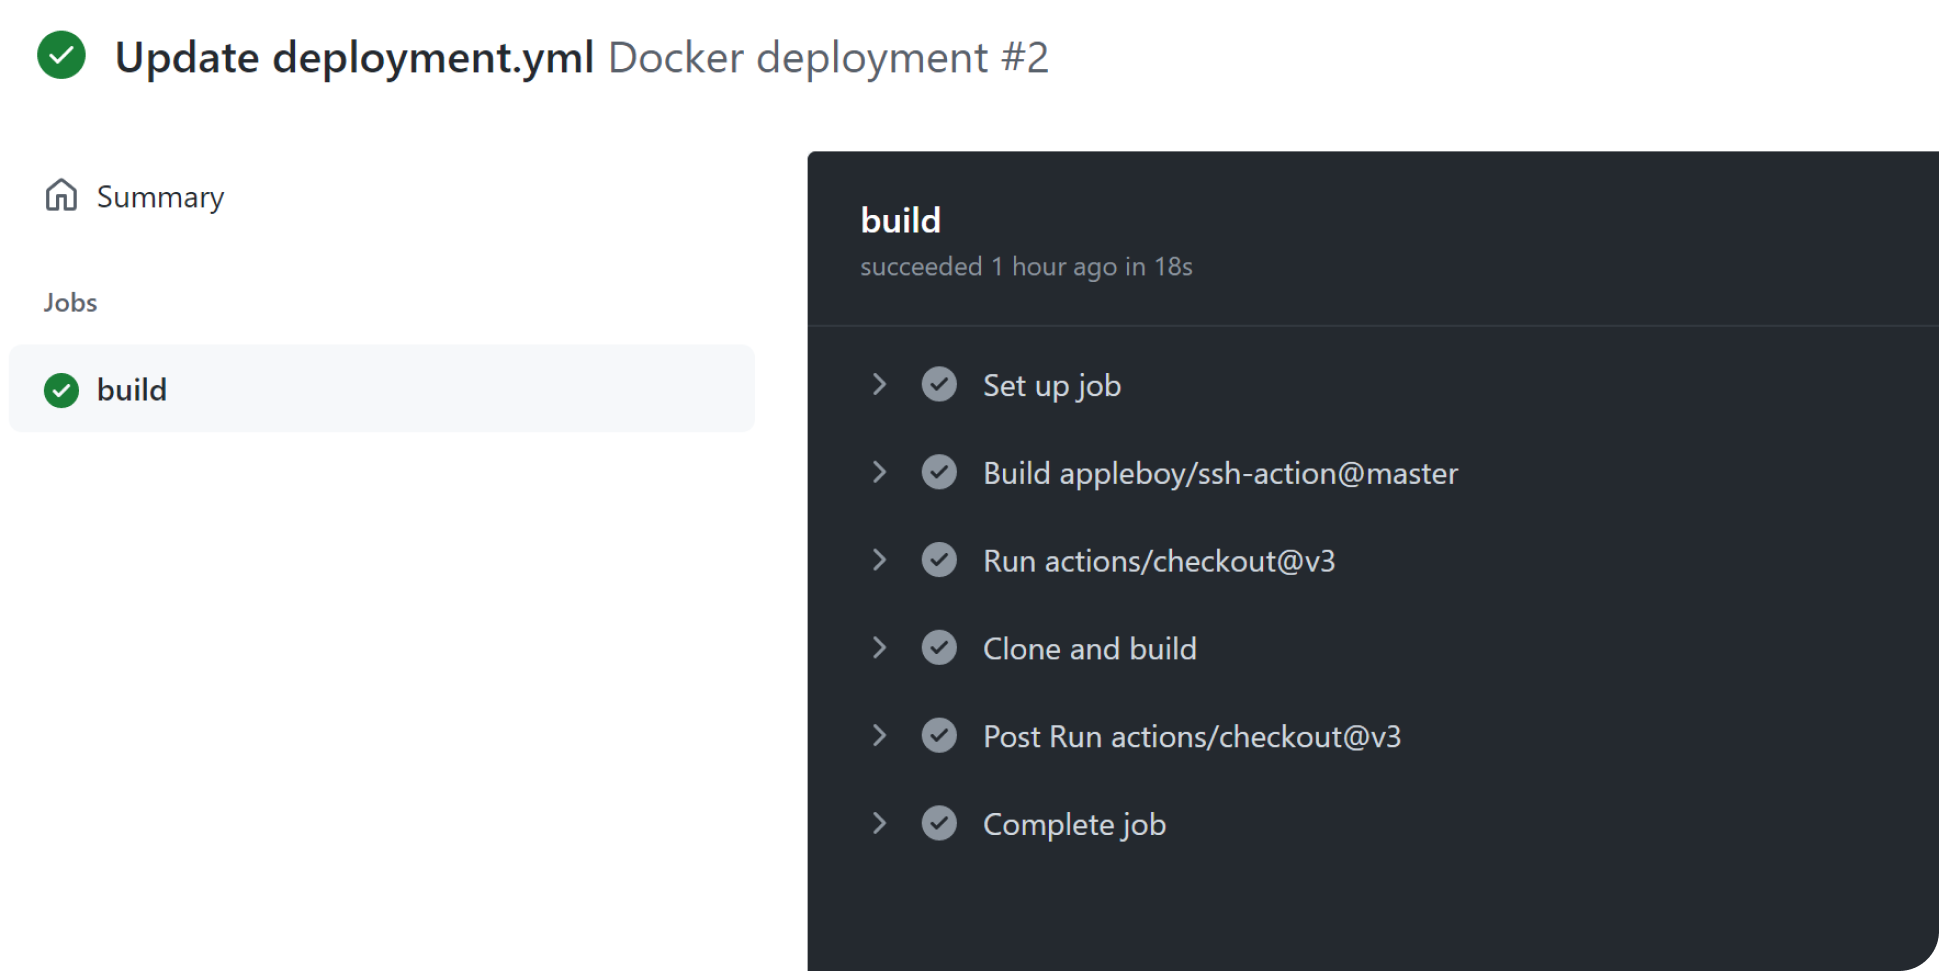 Update deployment.yml Docker deployment #2
Summary
Jobs
build
build
succeeded 1 hour ago in 18s
Set up job
Build appleboy/ssh-action@master
Run actions/checkout@v3
Clone and build
Post Run actions/checkout@v3
Complete job